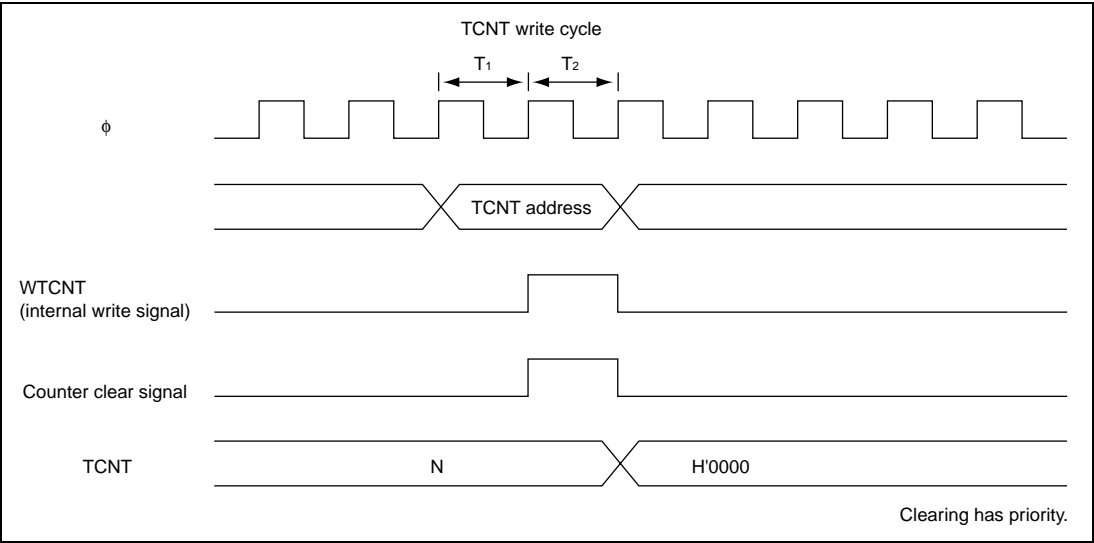 TCNT write cycle
T1 T2
ϕ
TCNT address
WTCNT
(internal write signal)
Counter clear signal
TCNT N H'0000
Clearing has priority.